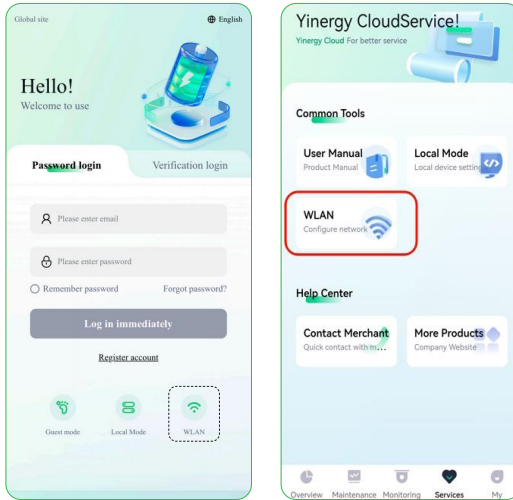 Global site
English
Hello!
Welcome to use
Password login
Verification login
Please enter email
Please enter password
Remember password
Forgot password?
Log in immediately
Register account
Guest mode
Local Mode
WLAN
Yinergy CloudService!
Yinergy Cloud For better service
Common Tools
User Manual
Product Manual
Local Mode
Local device setting
WLAN
Configure network
Help Center
Contact Merchant
Quick contact with m...
More Products
Company Website
Overview
Maintenance
Monitoring
Services
My